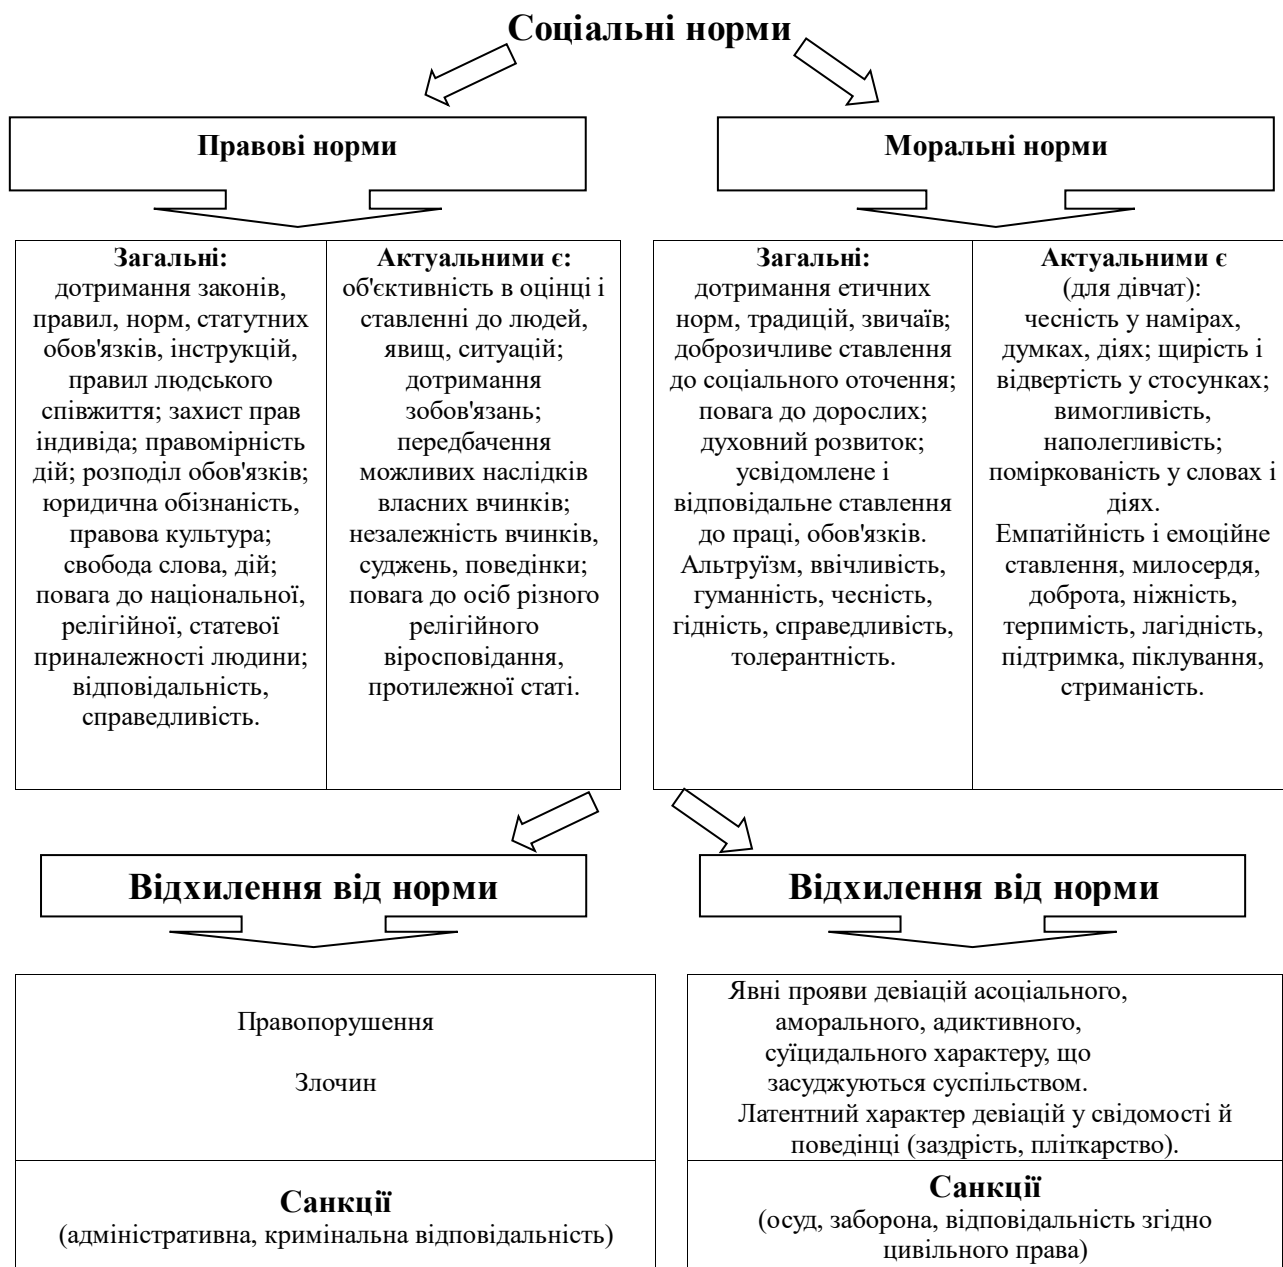 Соціальні норми
Правові норми
Моральні норми
Загальні:
дотримання законів,
правил, норм, статутних
обов'язків, інструкцій,
правил людського
співжиття; захист прав
індивіда; правомірність
дій; розподіл обов'язків;
юридична обізнаність,
правова культура;
свобода слова, дій;
повага до національної,
релігійної, статевої
приналежності людини;
відповідальність,
справедливість.
Актуальними є:
об'єктивність в оцінці і
ставленні до людей,
явищ, ситуацій;
дотримання
зобов'язань;
передбачення
можливих наслідків
власних вчинків;
незалежність вчинків,
суджень, поведінки;
повага до осіб різного
релігійного
віросповідання,
протилежної статі.
Загальні:
дотримання етичних
норм, традицій, звичаїв;
доброзичливе ставлення
до соціального оточення;
повага до дорослих;
духовний розвиток;
усвідомлене і
відповідальне ставлення
до праці, обов'язків.
Альтруїзм, ввічливість,
гуманність, чесність,
гідність, справедливість,
толерантність.
Актуальними є
(для дівчат):
чесність у намірах,
думках, діях; щирість і
відвертість у стосунках;
вимогливість,
наполегливість;
поміркованість у словах і
діях.
Емпатійність і емоційне
ставлення, милосердя,
доброта, ніжність,
терпимість, лагідність,
підтримка, піклування,
стриманість.
Відхилення від норми
Відхилення від норми
Правопорушення
Злочин
Явні прояви девіацій асоціального,
аморального, адиктивного,
суїцидального характеру, що
засуджуються суспільством.
Латентний характер девіацій у свідомості й
поведінці (заздрість, пліткарство).
Санкції
(адміністративна, кримінальна відповідальність)
Санкції
(осуд, заборона, відповідальність згідно
цивільного права)